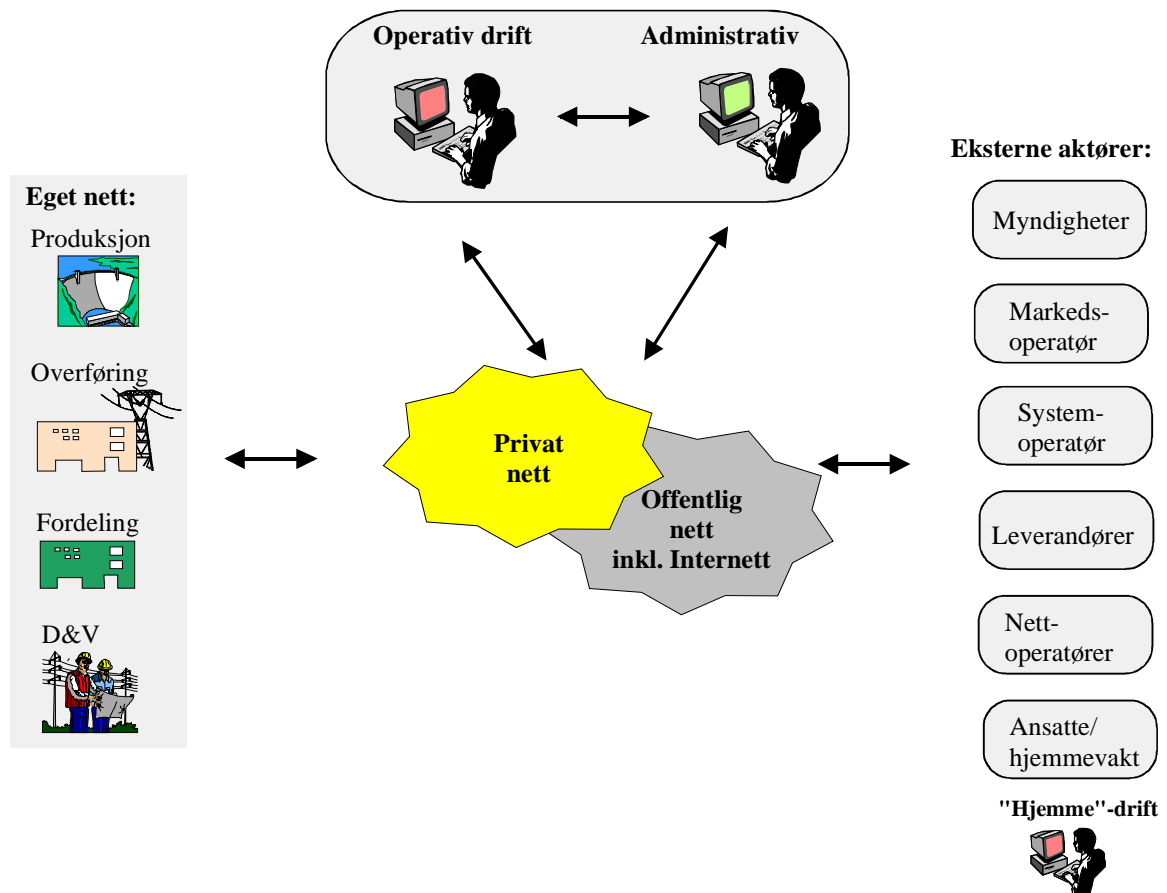 Operativ drift
Administrativ
Eget nett:
Produksjon
Overføring
Fordeling
D&V
Privat
nett
Offentlig
nett
inkl. Internett
Eksterne aktører:
Myndigheter
Markeds-
operatør
System-
operatør
Leverandører
Nett-
operatører
Ansatte/
hjemmevakt
"Hjemme"-drift